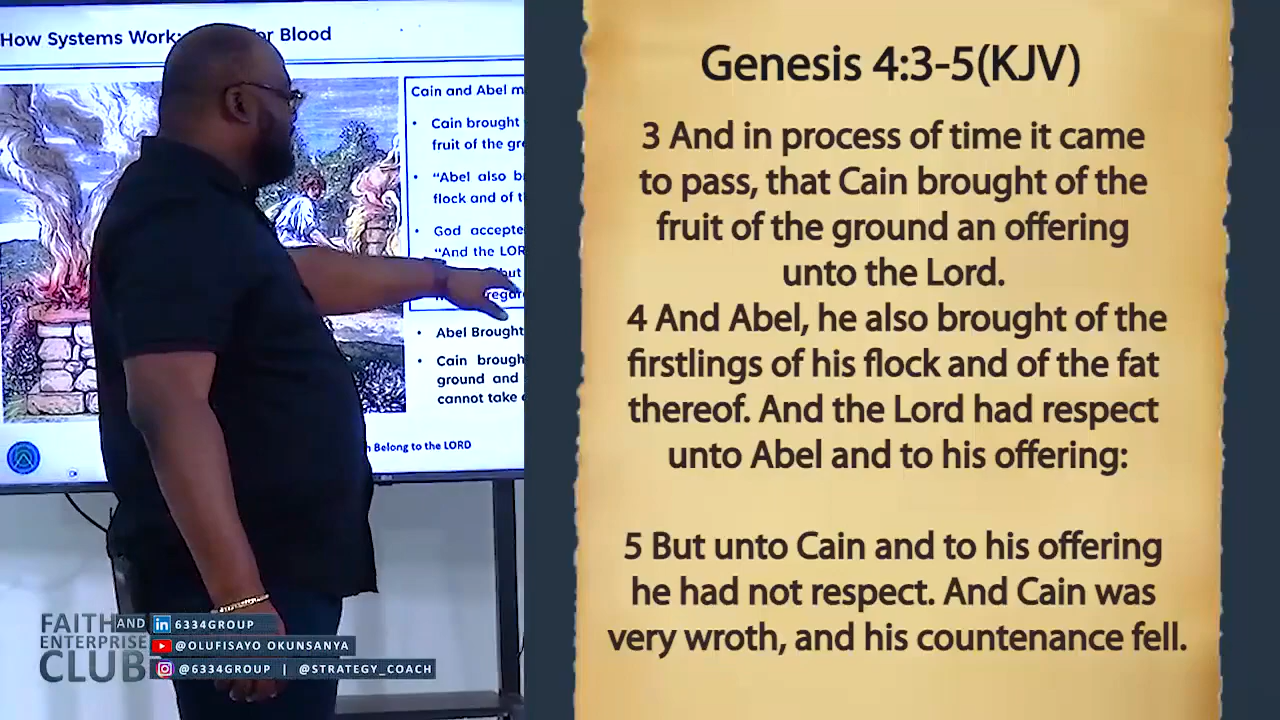 How Systems Work: for Blood
Cain and Abel
• Cain brought
fruit of the
• “Abel also
flock and of
• God
“And the
but
• Abel Brought
• Cain
ground and
cannot take
Belong to the LORD
FAITH AND
ENTERPRISE
CLUB
in 6334GROUP
@OLUFISAYO OKUNSANYA
@6334GROUP | @STRATEGY_COACH
Genesis 4:3-5(KJV)
3 And in process of time it came
to pass, that Cain brought of the
fruit of the ground an offering
unto the Lord.
4 And Abel, he also brought of the
firstlings of his flock and of the fat
thereof. And the Lord had respect
unto Abel and to his offering:
5 But unto Cain and to his offering
he had not respect. And Cain was
very wroth, and his countenance fell.